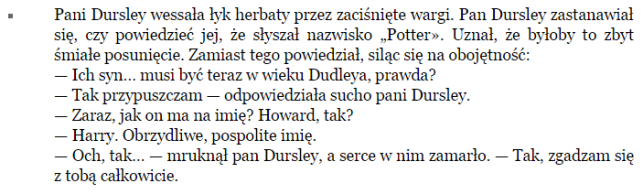 ▪ Pani Dursley wessała łyk herbaty przez zaciśnięte wargi. Pan Dursley zastanawiał
się, czy powiedzieć jej, że słyszał nazwisko „Potter». Uznał, że byłoby to zbyt
śmiałe posunięcie. Zamiast tego powiedział, siląc się na obojętność:
— Ich syn... musi być teraz w wieku Dudleya, prawda?
— Tak przypuszczam — odpowiedziała sucho pani Dursley.
— Zaraz, jak on ma na imię? Howard, tak?
— Harry. Obrzydliwe, pospolite imię.
— Och, tak... — mruknął pan Dursley, a serce w nim zamarło. — Tak, zgadzam się
z tobą całkowicie.